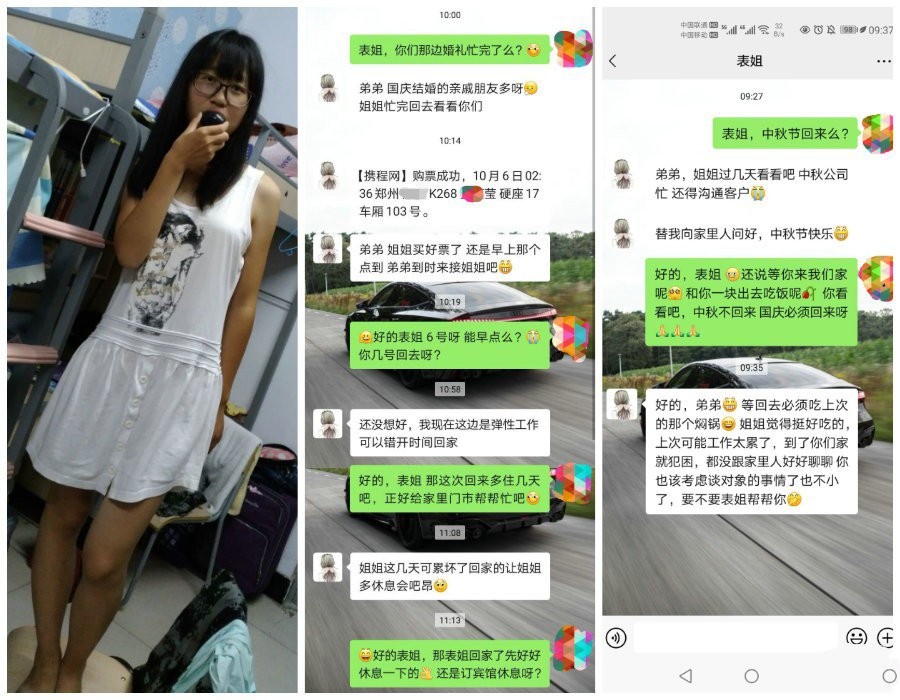 10:00
表姐，你们那边婚礼忙完了么？
弟弟 国庆结婚的亲戚朋友多呀
姐姐忙完回去看看你们
10:14
【携程网】购票成功，10月6日02:
36郑州 K268 莹 硬座17
车厢103号。
弟弟 姐姐买好票了 还是早上那个
点到 弟弟到时来接姐姐吧
10:19
好的表姐 6号呀 能早点么？
你几号回去呀？
10:58
还没想好，我现在这边是弹性工作
可以错开时间回家
好的，表姐 那这次回来多住几天
吧，正好给家里门市帮帮忙吧
11:08
姐姐这几天可累坏了回家的让姐姐
多休息会吧昂
11:13
好的表姐，那表姐回家了先好好
休息一下的 还是订宾馆休息呀？
中国联通 HD 5G 4G 32 98 09:37
中国移动 HD B/s
表姐
09:27
表姐，中秋节回来么？
弟弟，姐姐过几天看看吧 中秋公司
忙 还得沟通客户
替我向家里人问好，中秋节快乐
好的，表姐 还说等你来我们家
呢 和你一块出去吃饭呢 你看
看吧，中秋不回来 国庆必须回来呀
09:35
好的，弟弟 等回去必须吃上次
的那个焖锅 姐姐觉得挺好吃的，
上次可能工作太累了，到了你们家
就犯困，都没跟家里人好好聊聊 你
也该考虑谈对象的事情了也不小
了，要不要表姐帮帮你